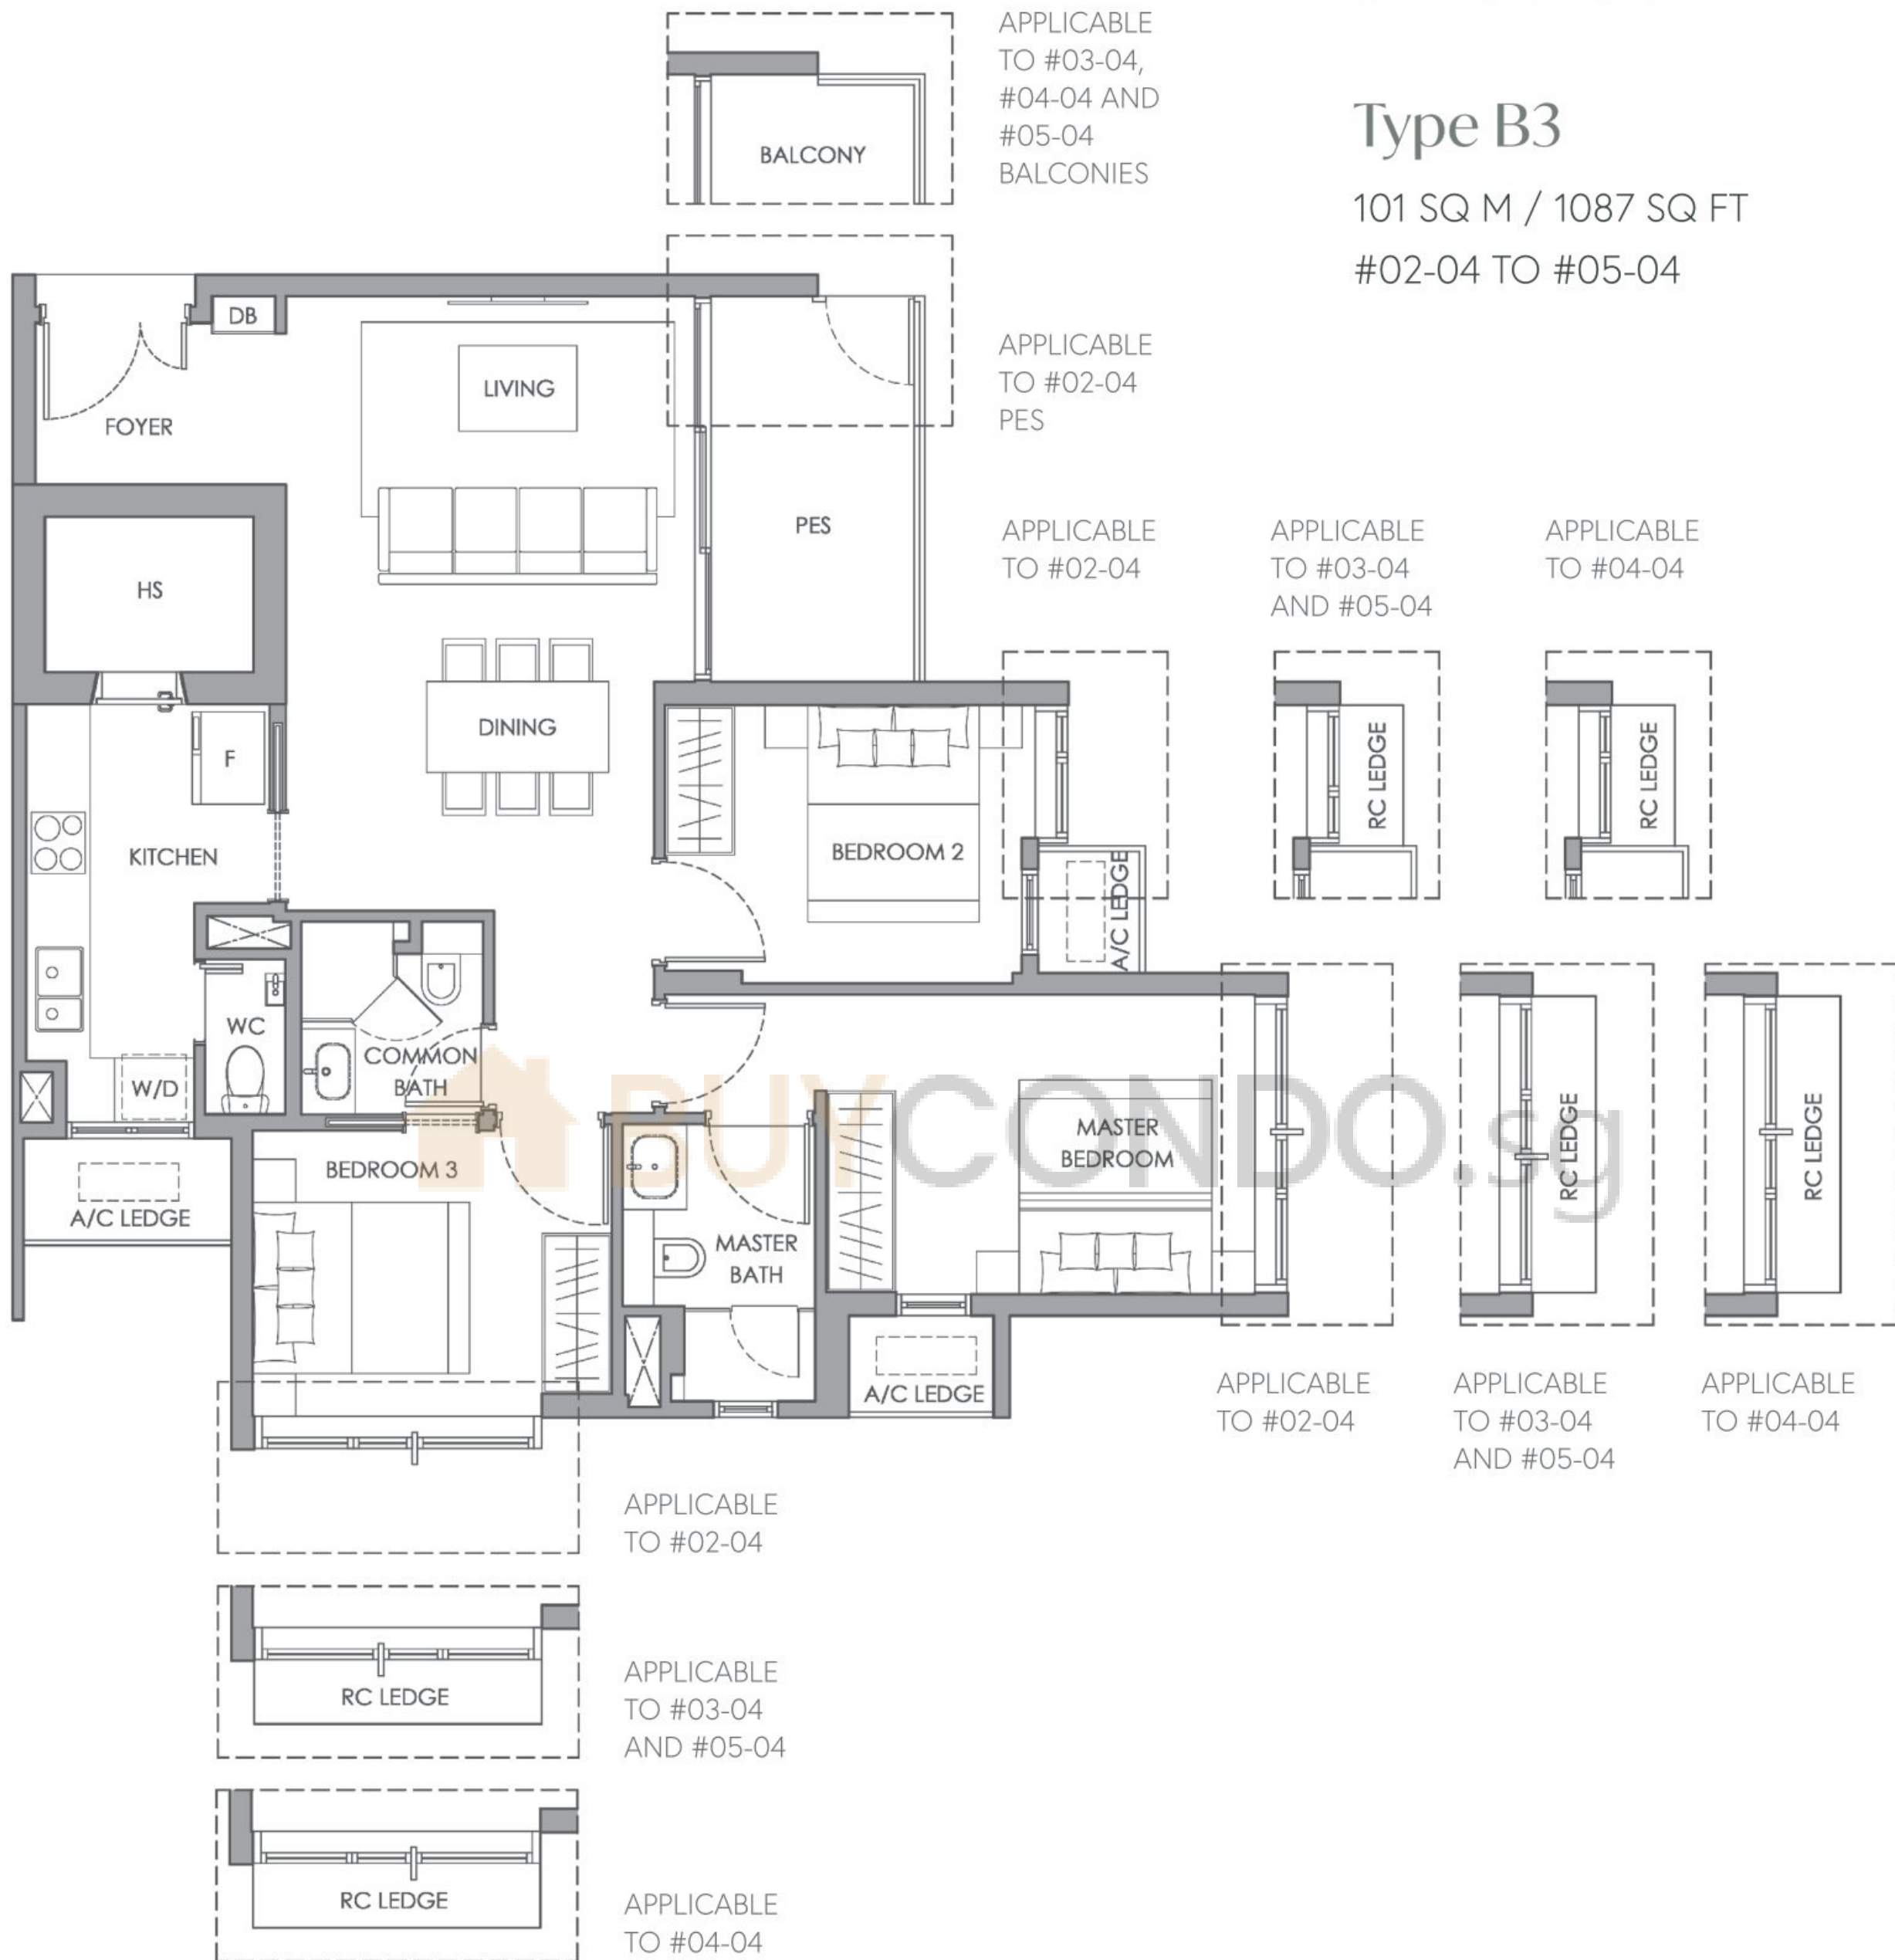 APPLICABLE
TO #03-04,
#04-04 AND
#05-04
BALCONIES
BALCONY
Type B3
101 SQ M / 1087 SQ FT
#02-04 TO #05-04
DB
LIVING
FOYER
APPLICABLE
TO #02-04
PES
PES
HS
APPLICABLE
TO #02-04
APPLICABLE
TO #03-04
AND #05-04
APPLICABLE
TO #04-04
DINING
F
KITCHEN
BEDROOM 2
A/C LEDGE
RC LEDGE
RC LEDGE
WC
COMMON
BATH
W/D
BUYCONDO.sg
MASTER
BEDROOM
RC LEDGE
RC LEDGE
BEDROOM 3
A/C LEDGE
MASTER
BATH
A/C LEDGE
APPLICABLE
TO #02-04
APPLICABLE
TO #03-04
AND #05-04
APPLICABLE
TO #04-04
APPLICABLE
TO #02-04
RC LEDGE
APPLICABLE
TO #03-04
AND #05-04
RC LEDGE
APPLICABLE
TO #04-04